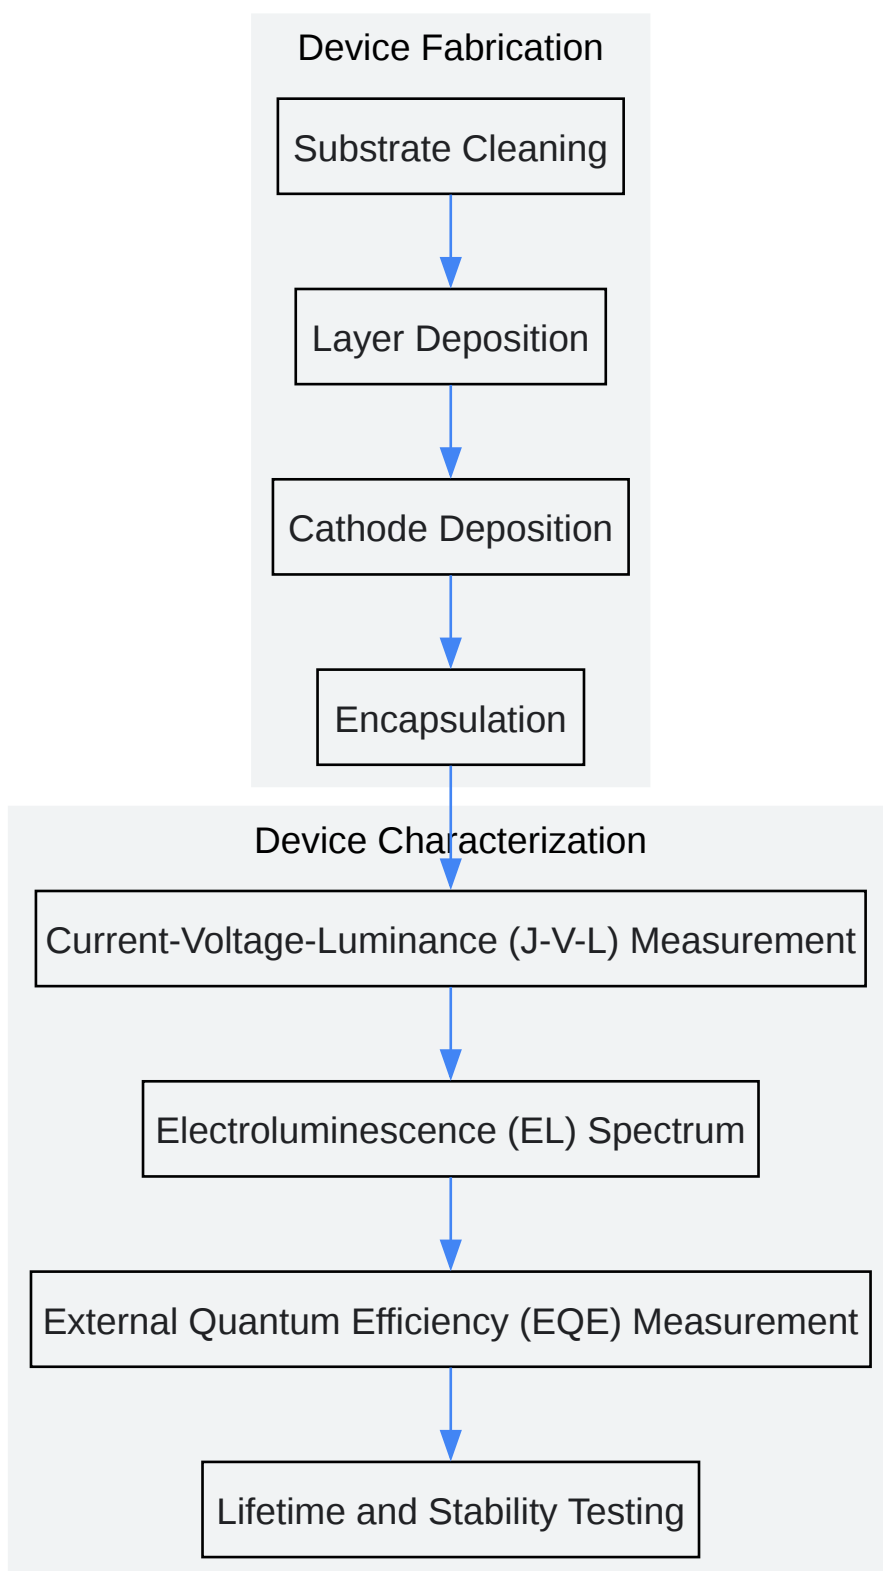 Device Fabrication
Substrate Cleaning
Layer Deposition
Cathode Deposition
Encapsulation
Device Characterization
Current-Voltage-Luminance (J-V-L) Measurement
Electroluminescence (EL) Spectrum
External Quantum Efficiency (EQE) Measurement
Lifetime and Stability Testing